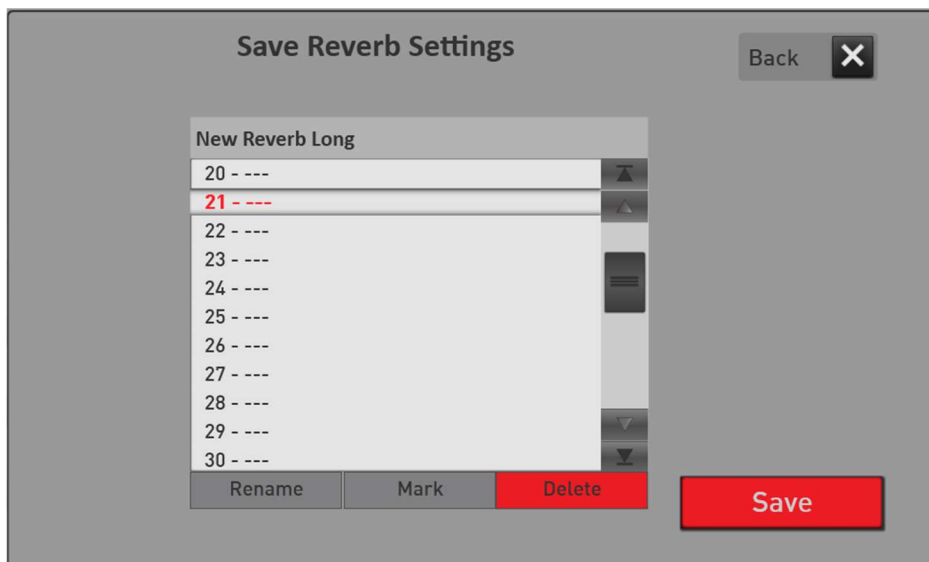 Save Reverb Settings
Back
New Reverb Long
20 - ---
21 - ---
22 - ---
23 - ---
24 - ---
25 - ---
26 - ---
27 - ---
28 - ---
29 - ---
30 - ---
Rename Mark Delete
Save